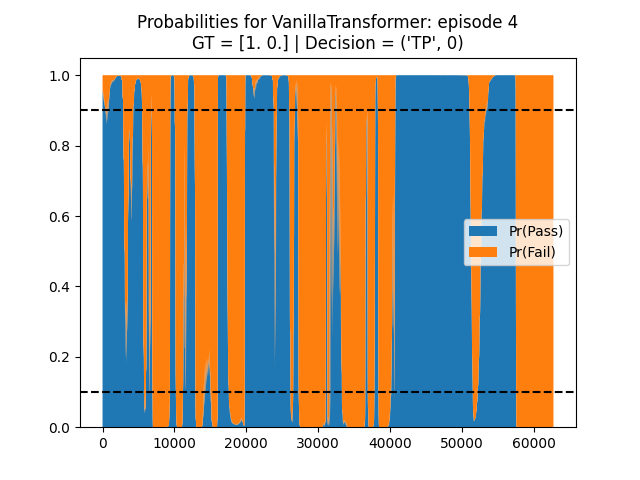 Probabilities for VanillaTransformer: episode 4
GT = [1. 0.] | Decision = ('TP', 0)
1.0
0.8
0.6
0.4
0.2
0.0
Pr(Pass)
Pr(Fail)
0 10000 20000 30000 40000 50000 60000